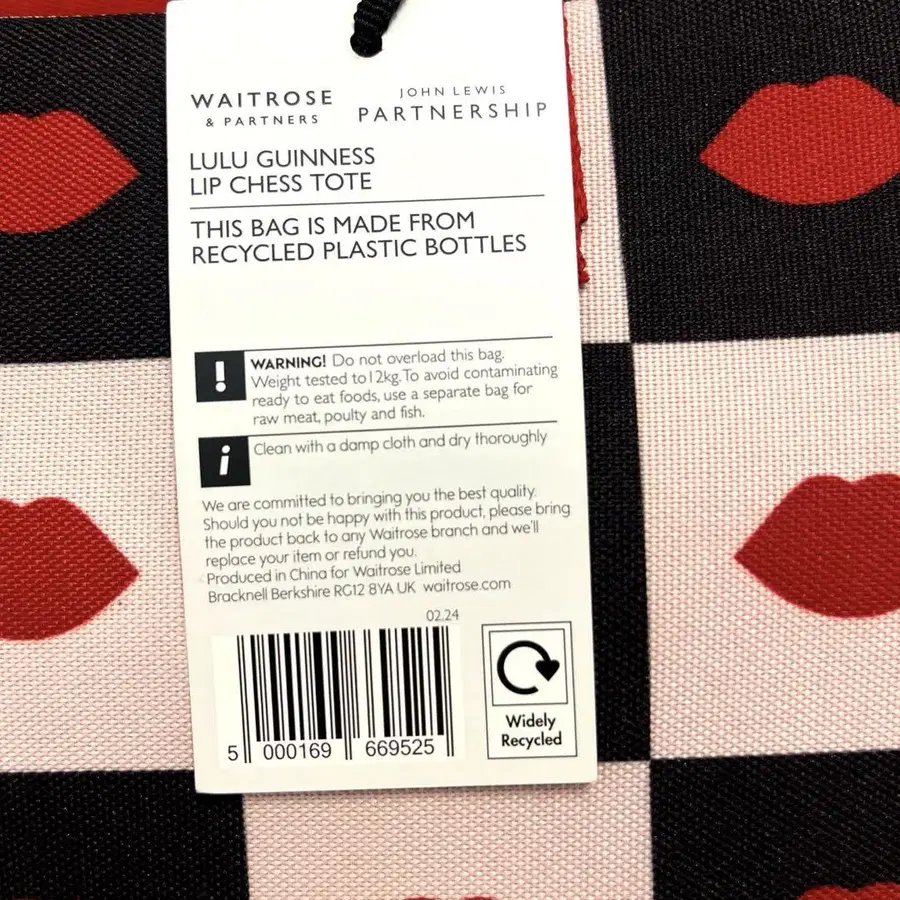 WAITROSE
& PARTNERS
JOHN LEWIS
PARTNERSHIP
LULU GUINNESS
LIP CHESS TOTE
THIS BAG IS MADE FROM
RECYCLED PLASTIC BOTTLES
! WARNING! Do not overload this bag.
Weight tested to12kg.To avoid contaminating
ready to eat foods, use a separate bag for
raw meat, poulty and fish.
i Clean with a damp cloth and dry thoroughly
We are committed to bringing you the best quality.
Should you not be happy with this product, please bring
the product back to any Waitrose branch and we'll
replace your item or refund you.
Produced in China for Waitrose Limited
Bracknell Berkshire RG12 8YA UK waitrose.com
02.24
5 000169 669525
Widely
Recycled